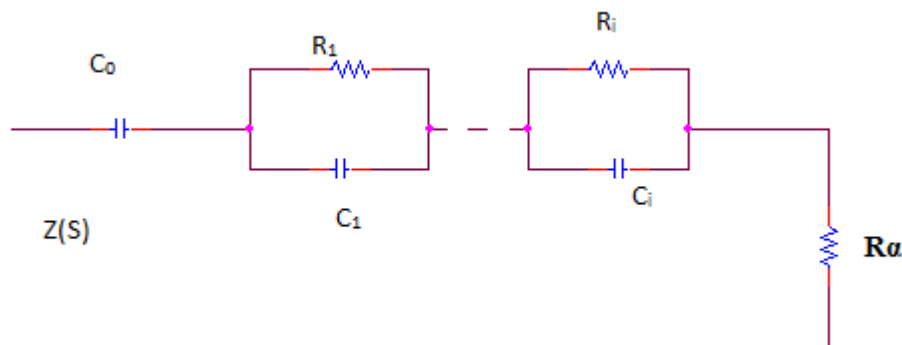 C₀
R₁
Rᵢ
C₁
Cᵢ
Z(S)
Rα